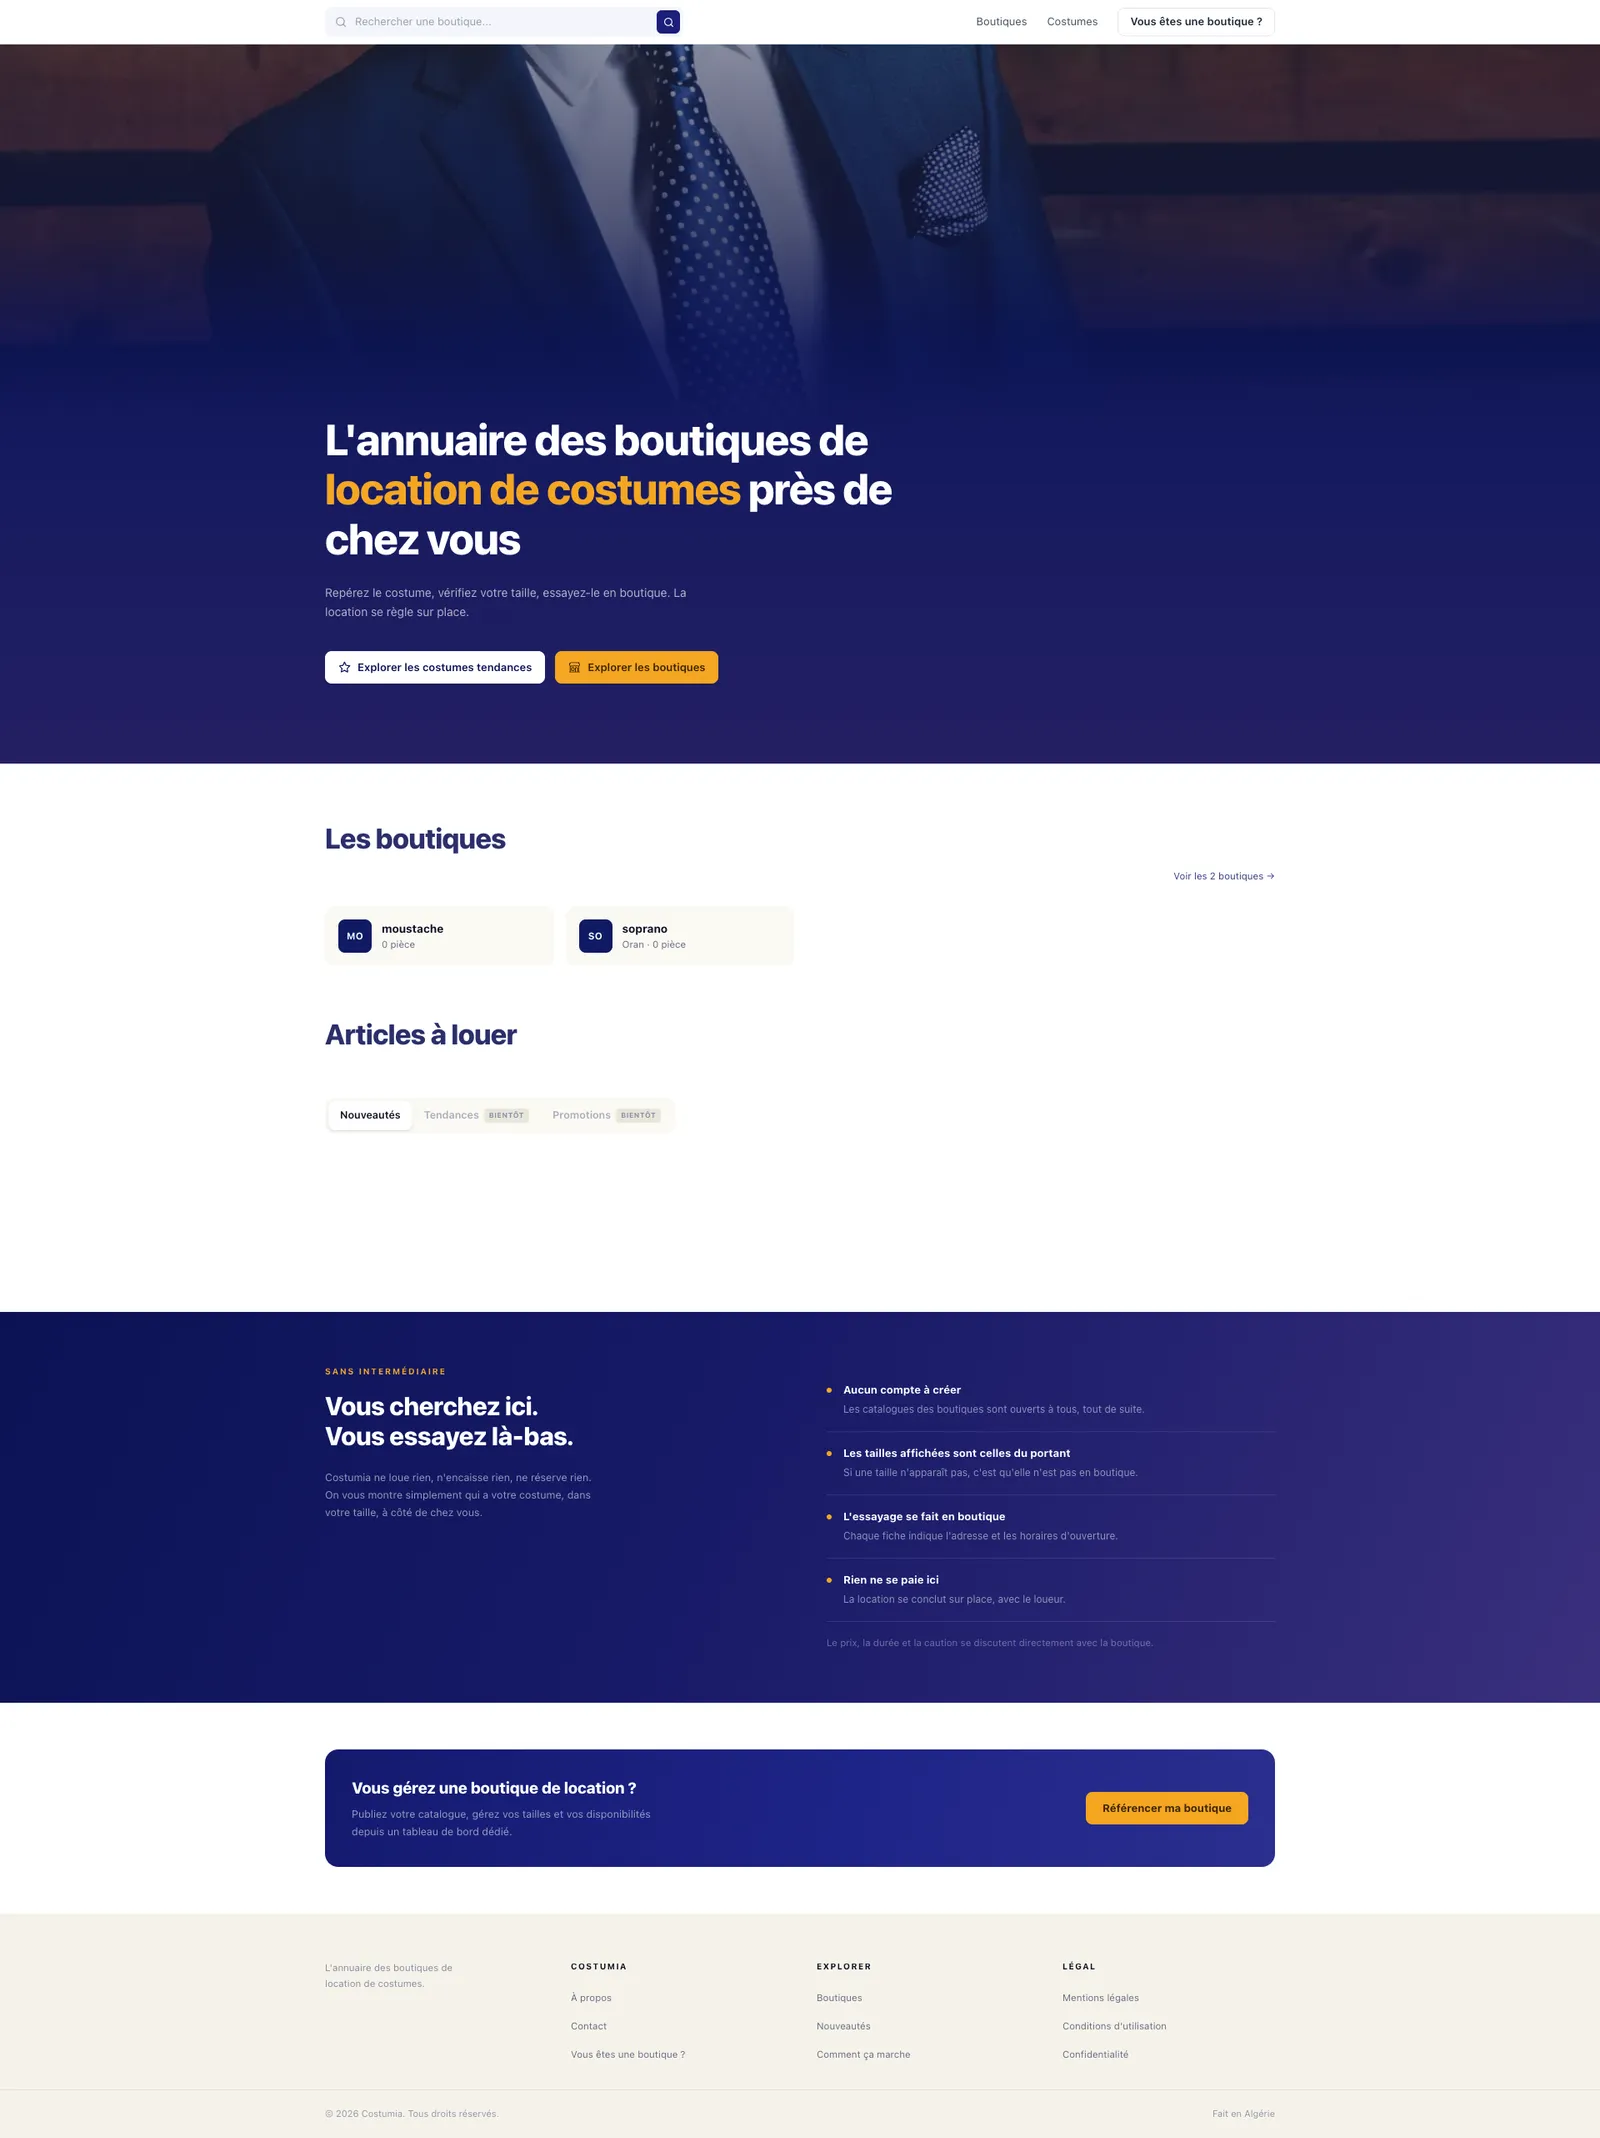 Rechercher une boutique...
Boutiques
Costumes
Vous êtes une boutique ?
L'annuaire des boutiques de
location de costumes près de
chez vous
Repérez le costume, vérifiez votre taille, essayez-le en boutique. La
location se règle sur place.
Explorer les costumes tendances
Explorer les boutiques
Les boutiques
Voir les 2 boutiques →
MO
moustache
0 pièce
SO
soprano
Oran · 0 pièce
Articles à louer
Nouveautés
Tendances BIENTÔT
Promotions BIENTÔT
SANS INTERMÉDIAIRE
Vous cherchez ici.
Vous essayez là-bas.
Costumia ne loue rien, n'encaisse rien, ne réserve rien.
On vous montre simplement qui a votre costume, dans
votre taille, à côté de chez vous.
Aucun compte à créer
Les catalogues des boutiques sont ouverts à tous, tout de suite.
Les tailles affichées sont celles du portant
Si une taille n'apparaît pas, c'est qu'elle n'est pas en boutique.
L'essayage se fait en boutique
Chaque fiche indique l'adresse et les horaires d'ouverture.
Rien ne se paie ici
La location se conclut sur place, avec le loueur.
Le prix, la durée et la caution se discutent directement avec la boutique.
Vous gérez une boutique de location ?
Publiez votre catalogue, gérez vos tailles et vos disponibilités
depuis un tableau de bord dédié.
Référencer ma boutique
L'annuaire des boutiques de
location de costumes.
COSTUMIA
À propos
Contact
Vous êtes une boutique ?
EXPLORER
Boutiques
Nouveautés
Comment ça marche
LÉGAL
Mentions légales
Conditions d'utilisation
Confidentialité
© 2026 Costumia. Tous droits réservés.
Fait en Algérie